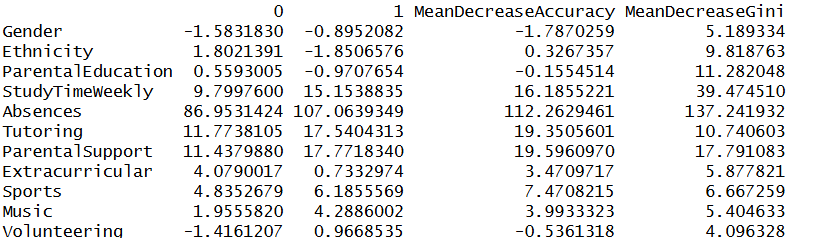 0 1 MeanDecreaseAccuracy MeanDecreaseGini
Gender -1.5831830 -0.8952082 -1.7870259 5.189334
Ethnicity 1.8021391 -1.8506576 0.3267357 9.818763
ParentalEducation 0.5593005 -0.9707654 -0.1554514 11.282048
StudyTimeWeekly 9.7997600 15.1538835 16.1855221 39.474510
Absences 86.9531424 107.0639349 112.2629461 137.241932
Tutoring 11.7738105 17.5404313 19.3505601 10.740603
ParentalSupport 11.4379880 17.7718340 19.5960970 17.791083
Extracurricular 4.0790017 0.7332974 3.4709717 5.877821
Sports 4.8352679 6.1855569 7.4708215 6.667259
Music 1.9555820 4.2886002 3.9933323 5.404633
Volunteering -1.4161207 0.9668535 -0.5361318 4.096328